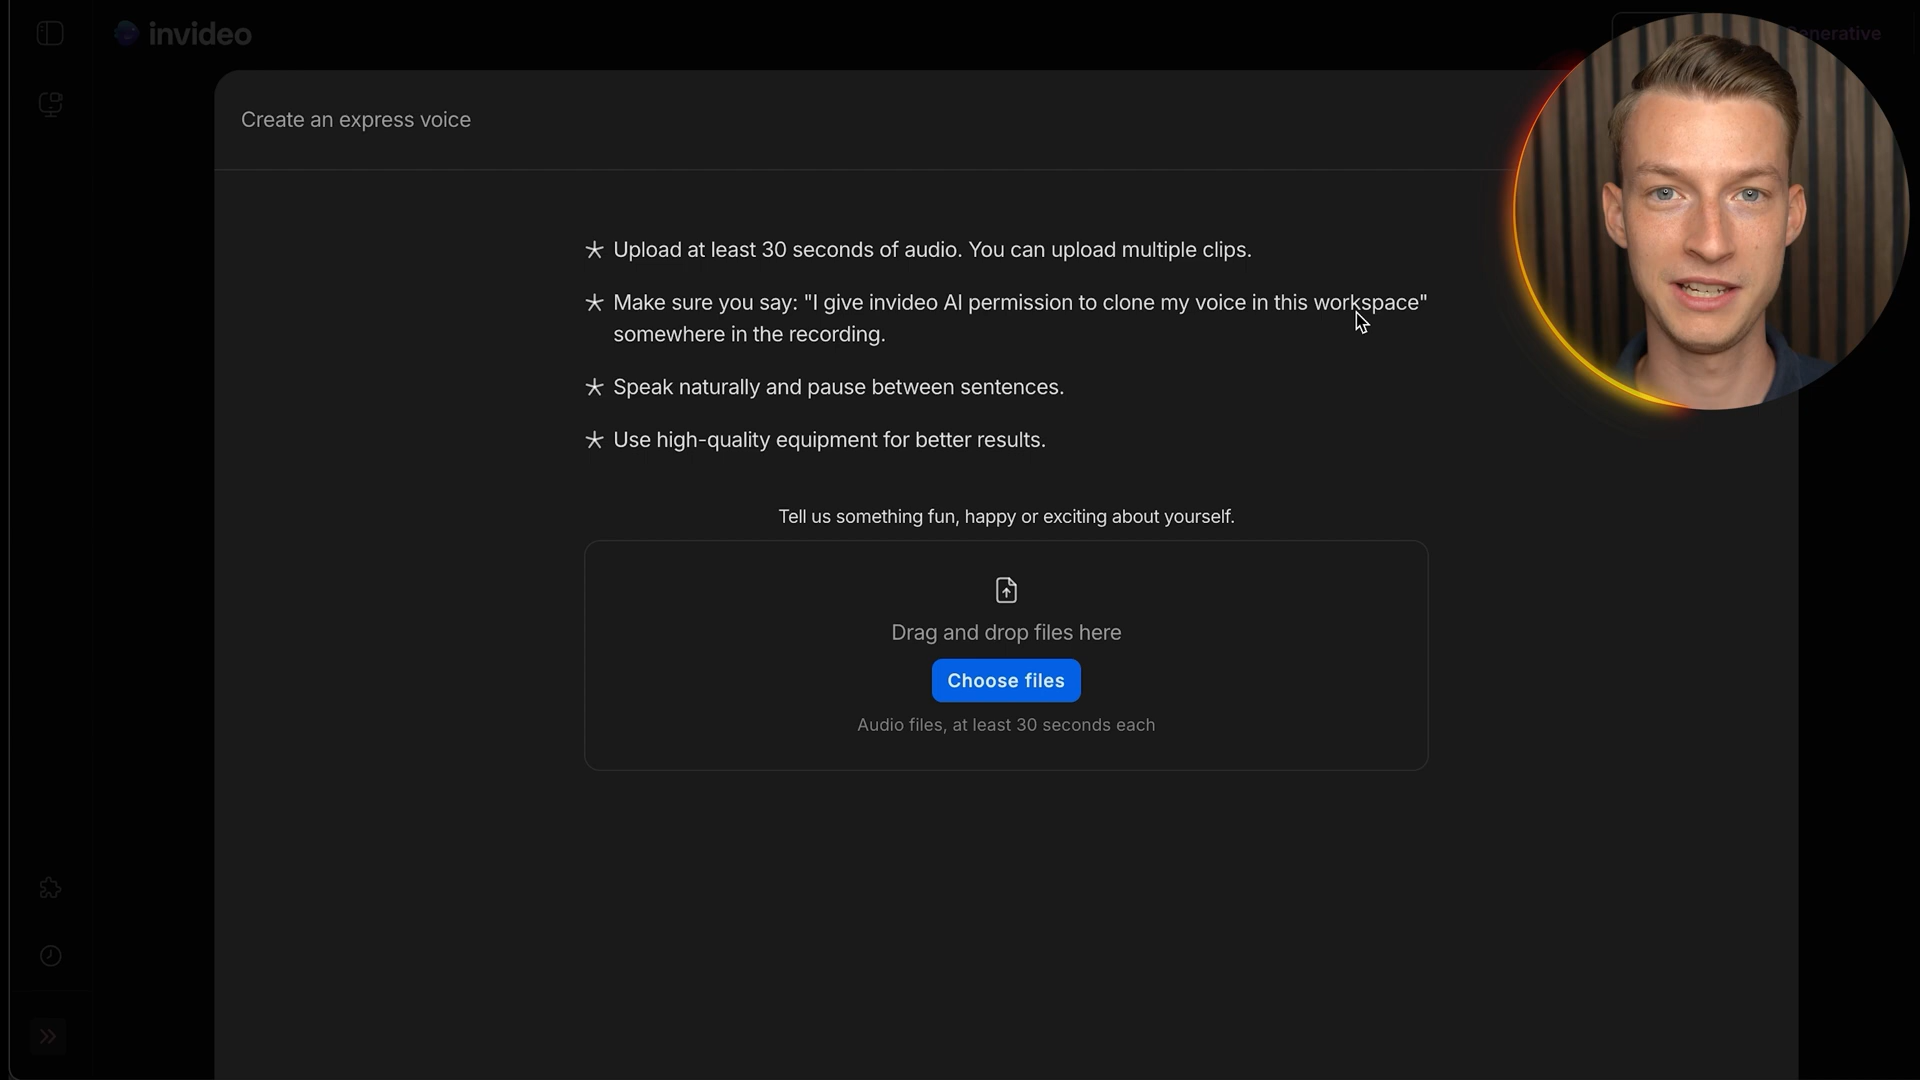 invideo
Generative
Create an express voice
Upload at least 30 seconds of audio. You can upload multiple clips.
Make sure you say: "I give invideo AI permission to clone my voice in this workspace"
somewhere in the recording.
Speak naturally and pause between sentences.
Use high-quality equipment for better results.
Tell us something fun, happy or exciting about yourself.
Drag and drop files here
Choose files
Audio files, at least 30 seconds each